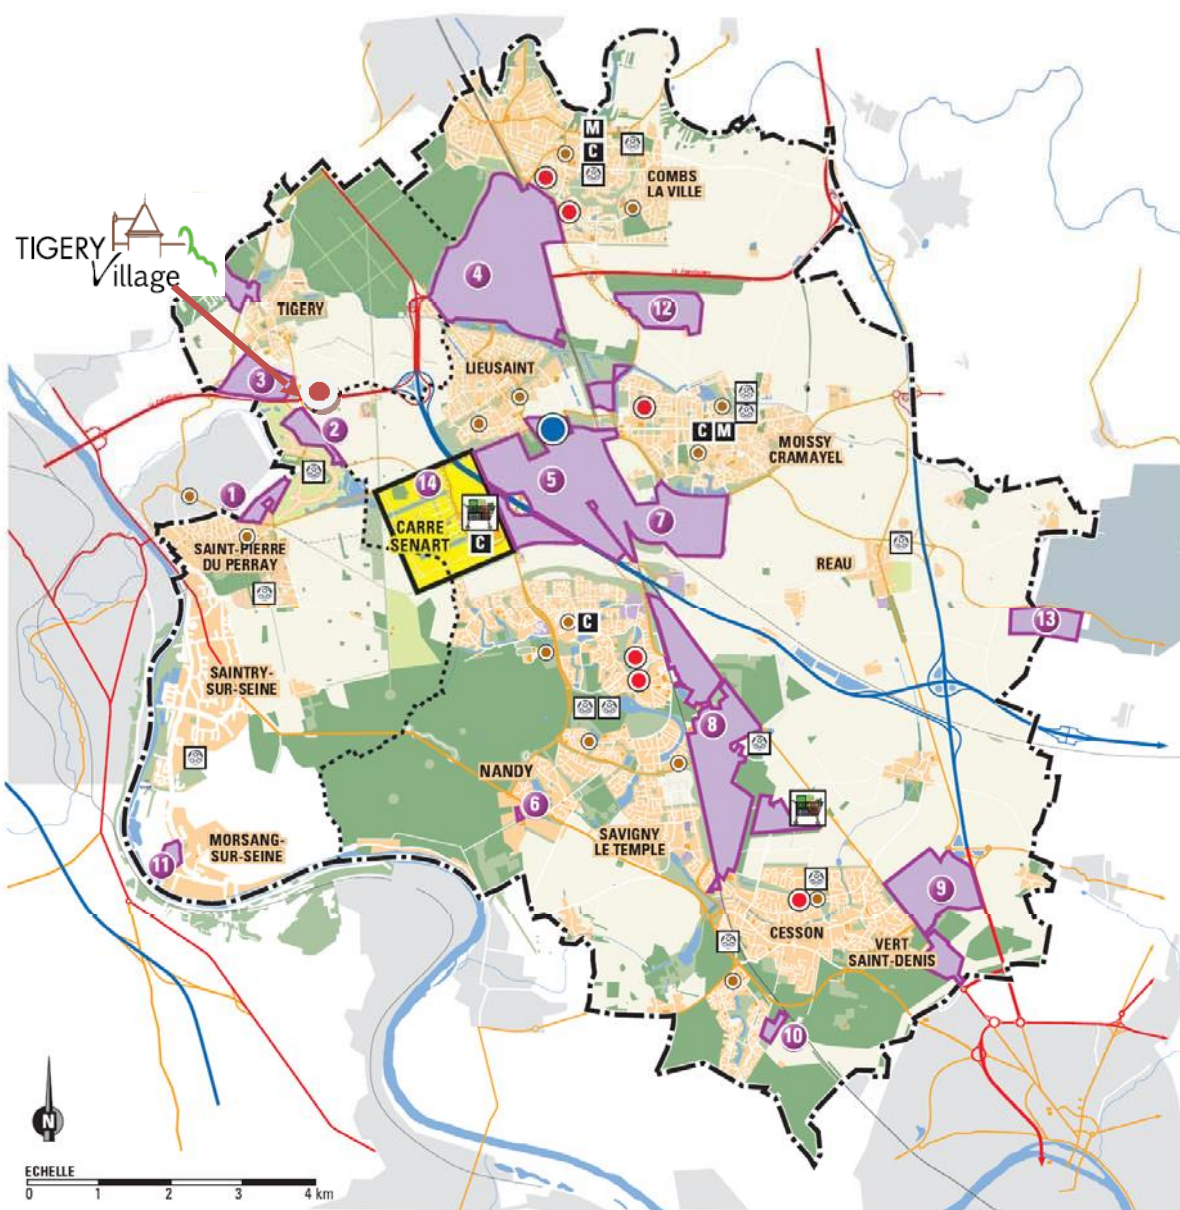 M
C
COMBS
LA VILLE
TIGERY
Village
4
TIGERY
12
LIEUSAINT
3
2
C M
MOISSY
CRAMAYEL
14
5
1
CARRE
SENART
C
7
SAINT-PIERRE
DU PERRAY
REAU
13
C
SAINTRY-
SUR-SEINE
8
NANDY
6
SAVIGNY
LE TEMPLE
MORSANG-
SUR-SEINE
11
9
CESSON
VERT
SAINT-DENIS
10
N
ECHELLE
0 1 2 3 4 km